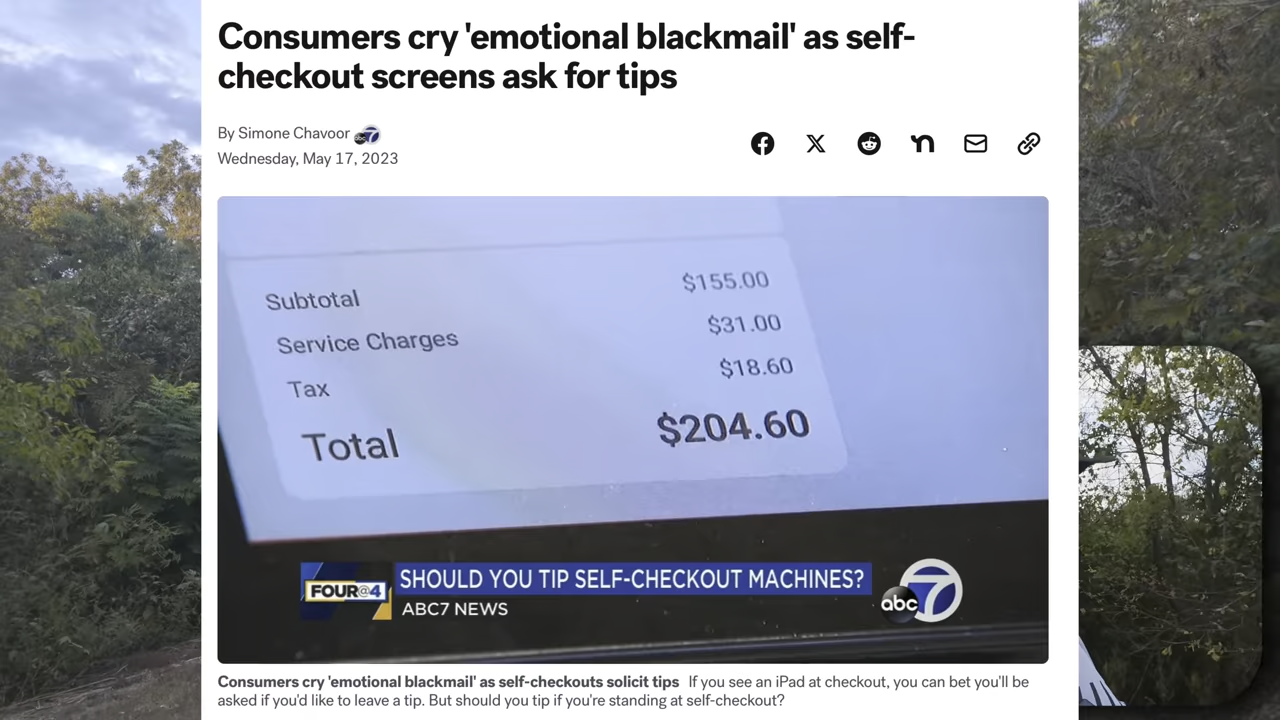 Consumers cry 'emotional blackmail' as self-
checkout screens ask for tips
By Simone Chavoor abc7
Wednesday, May 17, 2023
Subtotal $155.00
Service Charges $31.00
Tax $18.60
Total $204.60
FOUR@4 SHOULD YOU TIP SELF-CHECKOUT MACHINES?
ABC7 NEWS
abc7
Consumers cry 'emotional blackmail' as self-checkouts solicit tips If you see an iPad at checkout, you can bet you'll be
asked if you'd like to leave a tip. But should you tip if you're standing at self-checkout?